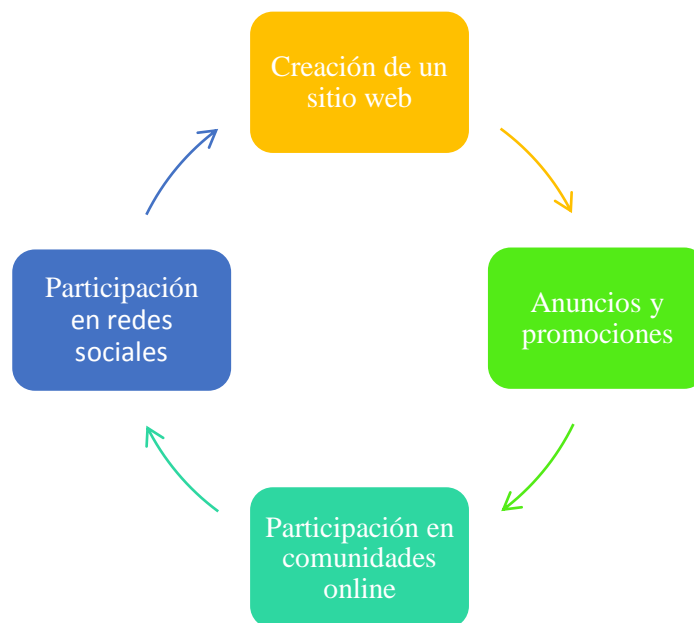 Creación de un
sitio web
Anuncios y
promociones
Participación en
comunidades
online
Participación
en redes
sociales